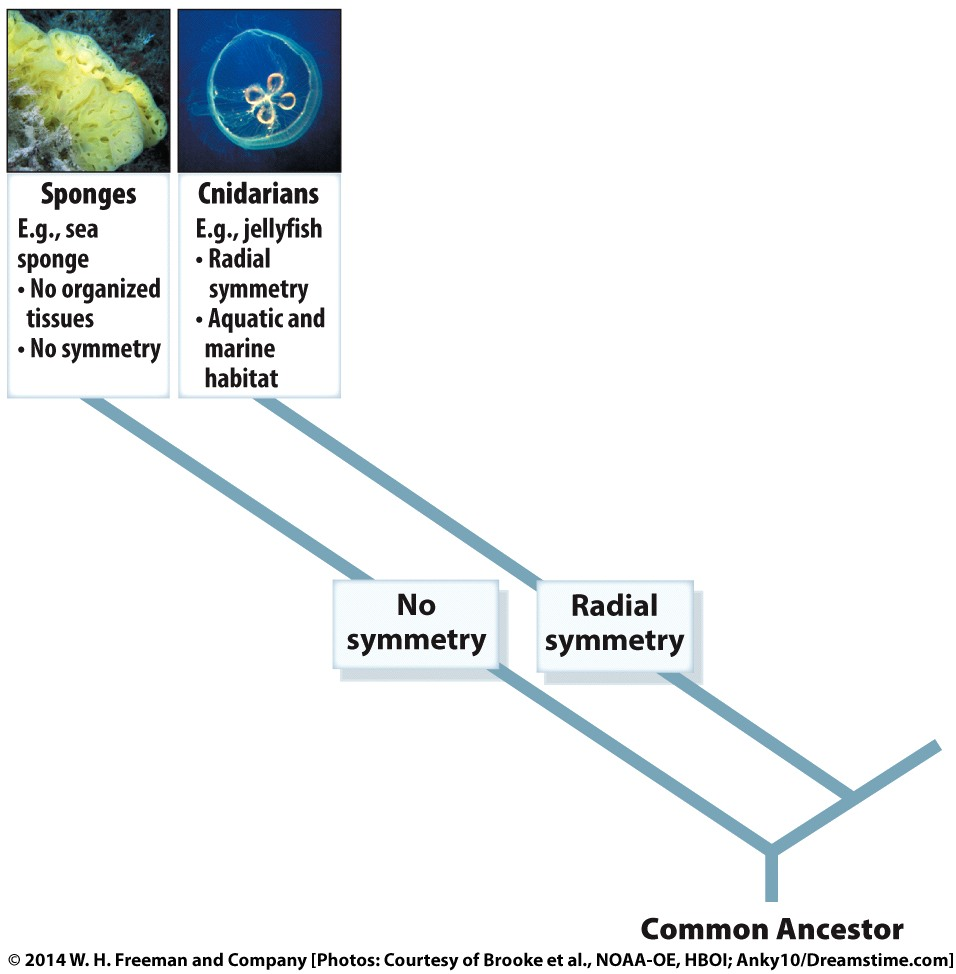 Sponges
E.g., sea
sponge
• No organized
tissues
• No symmetry
Cnidarians
E.g., jellyfish
• Radial
symmetry
• Aquatic and
marine
habitat
No
symmetry
Radial
symmetry
Common Ancestor
© 2014 W. H. Freeman and Company [Photos: Courtesy of Brooke et al., NOAA-OE, HBOI; Anky10/Dreamstime.com]